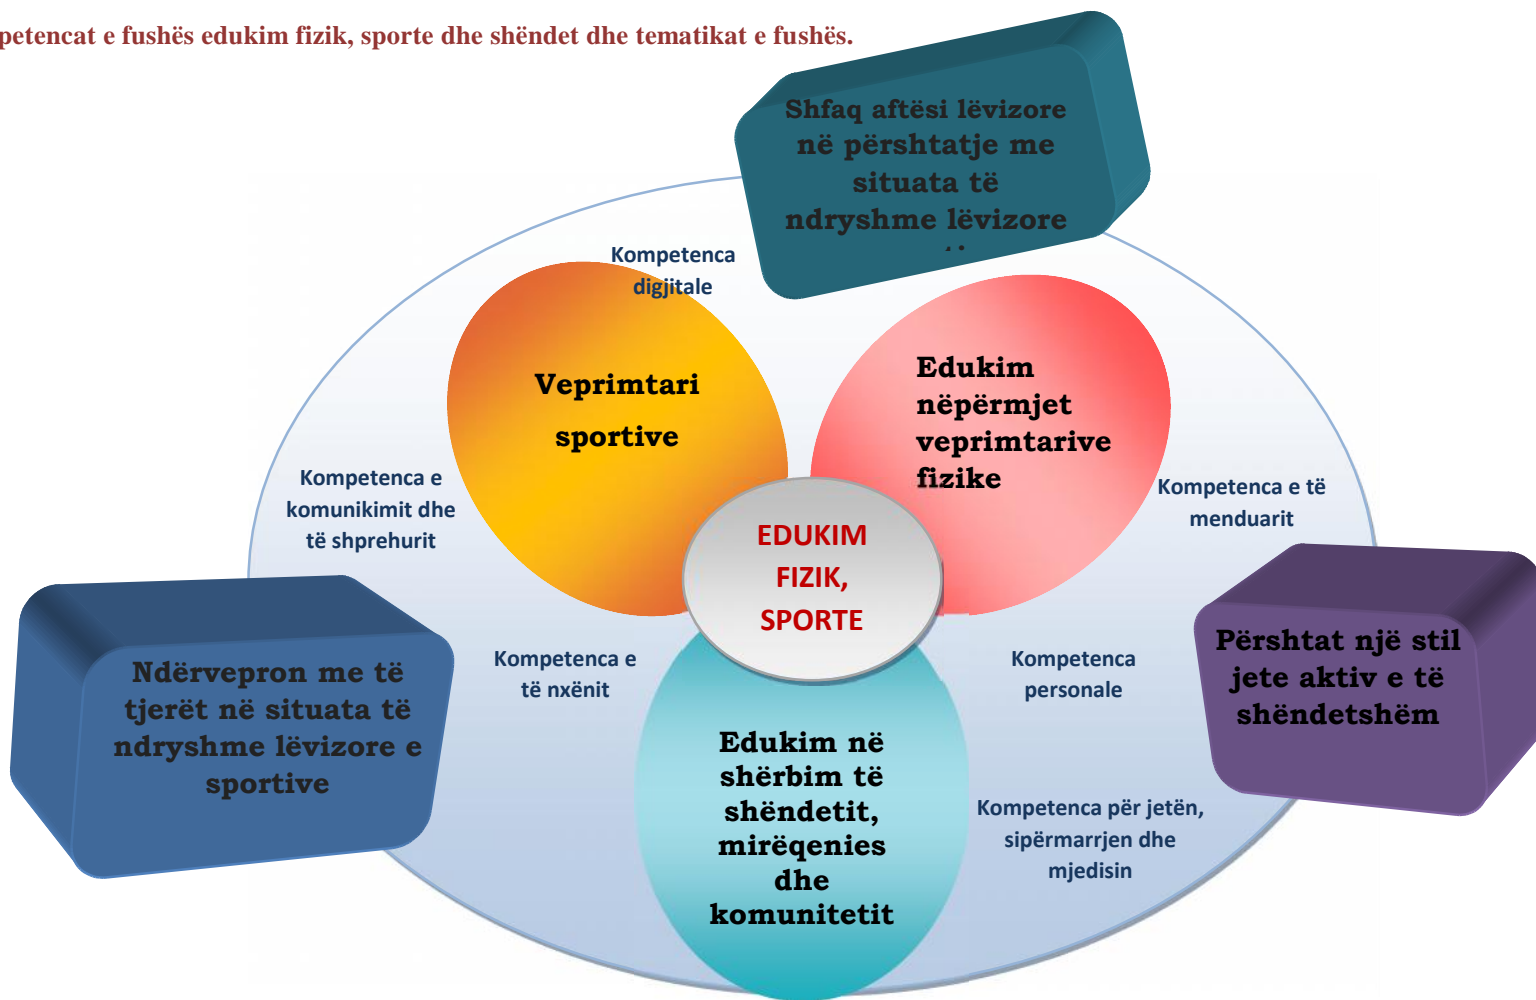 petencat e fushës edukim fizik, sporte dhe shëndet dhe tematikat e fushës.
Shfaq aftësi lëvizore
në përshtatje me
situata të
ndryshme lëvizore
Kompetenca
digjitale
Veprimtari
sportive
Edukim
nëpërmjet
veprimtarive
fizike
Kompetenca e
komunikimit dhe
të shprehurit
Kompetenca e të
menduarit
EDUKIM
FIZIK,
SPORTE
Ndërvepron me të
tjerët në situata të
ndryshme lëvizore e
sportive
Kompetenca e
të nxënit
Kompetenca
personale
Përshtat një stil
jete aktiv e të
shëndetshëm
Edukim në
shërbim të
shëndetit,
mirëqenies
dhe
komunitetit
Kompetenca për jetën,
sipërmarrjen dhe
mjedisin